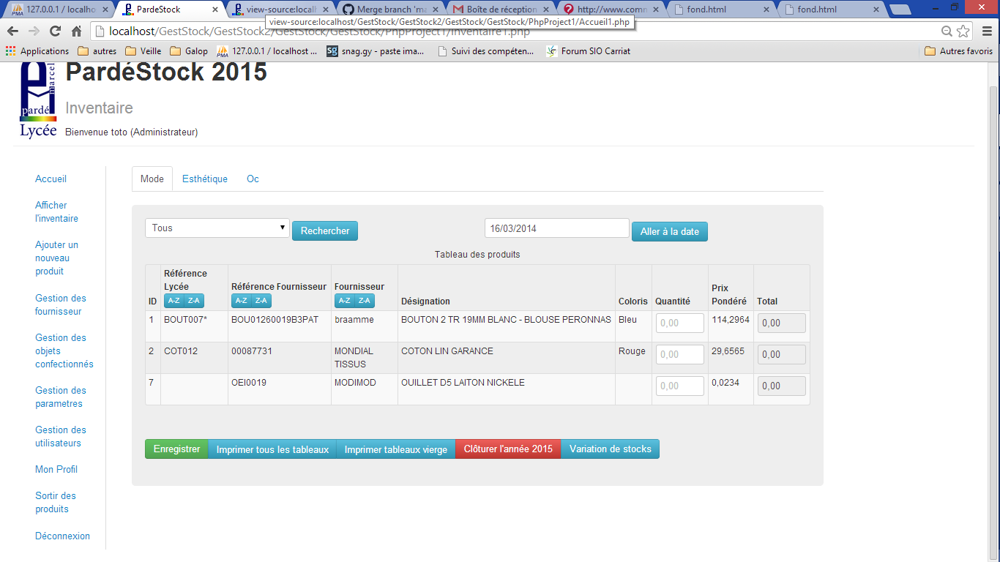 127.0.0.1 / localho
PardeStock
view-source:locall
Merge branch 'ma
Boîte de réception
http://www.comm
fond.html
fond.html
view-source:localhost/GestStock/GestStock2/GestStock/GestStock/PhpProject1/Accueil1.php
localhost/GestStock/GestStock2/GestStock/GestStock/PhpProject1/Inventaire1.php
Applications
autres
Veille
Galop
127.0.0.1 / localhost ...
snag.gy - paste ima...
Suivi des compéten...
Forum SIO Carriat
Autres favoris
marcel
pardé
Lycée
PardéStock 2015
Inventaire
Bienvenue toto (Administrateur)
Accueil
Afficher
l'inventaire
Ajouter un
nouveau
produit
Gestion des
fournisseur
Gestion des
objets
confectionnés
Gestion des
parametres
Gestion des
utilisateurs
Mon Profil
Sortir des
produits
Déconnexion
Mode Esthétique Oc
Tous Rechercher 16/03/2014 Aller à la date
Tableau des produits
ID Référence Lycée A-Z Z-A Référence Fournisseur A-Z Z-A Fournisseur A-Z Z-A Désignation Coloris Quantité Prix Pondéré Total
1 BOUT007* BOU01260019B3PAT braamme BOUTON 2 TR 19MM BLANC - BLOUSE PERONNAS Bleu 0,00 114,2964 0,00
2 COT012 00087731 MONDIAL TISSUS COTON LIN GARANCE Rouge 0,00 29,6565 0,00
7 OEI0019 MODIMOD OUILLET D5 LAITON NICKELE 0,00 0,0234 0,00
Enregistrer Imprimer tous les tableaux Imprimer tableaux vierge Clôturer l'année 2015 Variation de stocks